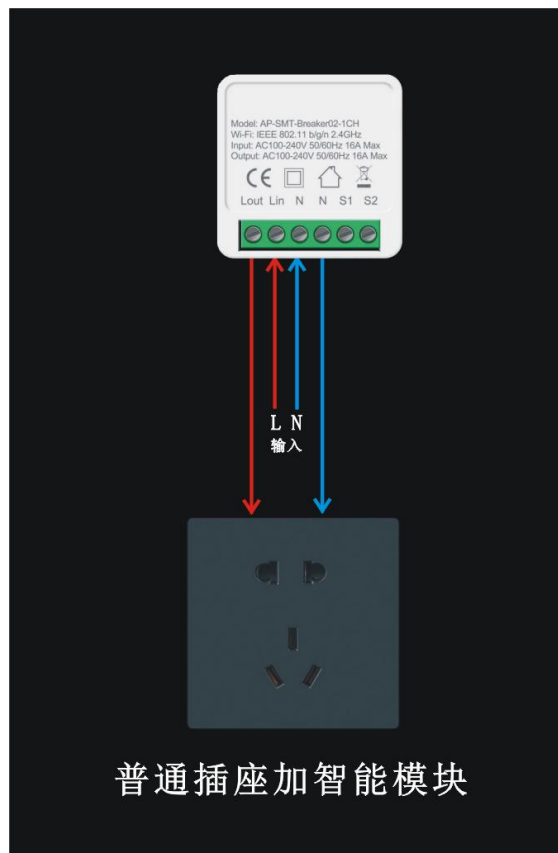 Model: AP-SMT-Breaker02-1CH
Wi-Fi: IEEE 802.11 b/g/n 2.4GHz
Input: AC100-240V 50/60Hz 16A Max
Output: AC100-240V 50/60Hz 16A Max
CE
Lout Lin N N S1 S2
L N
输入
普通插座加智能模块